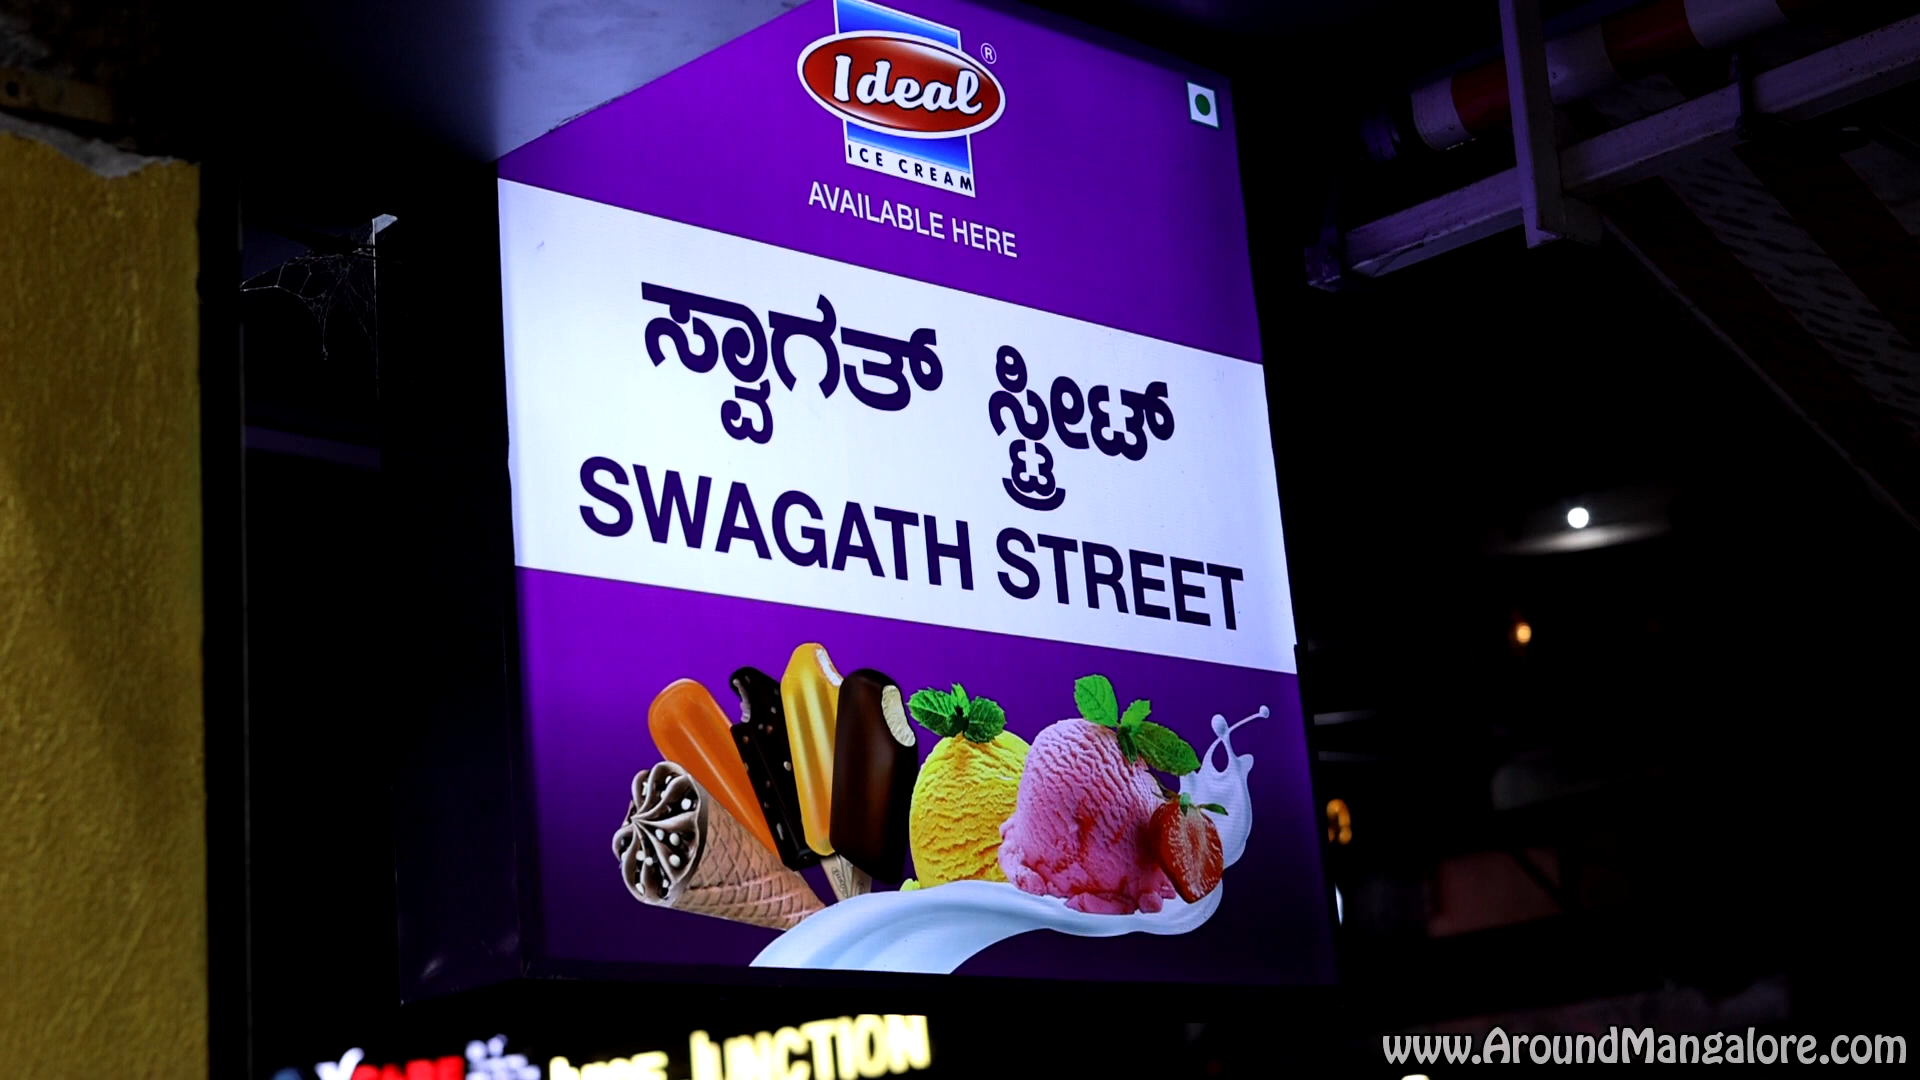 Ideal ®
ICE CREAM
AVAILABLE HERE
ಸ್ವಾಗತ್ ಸ್ಟ್ರೀಟ್
SWAGATH STREET
JUNCTION
www.AroundMangalore.com